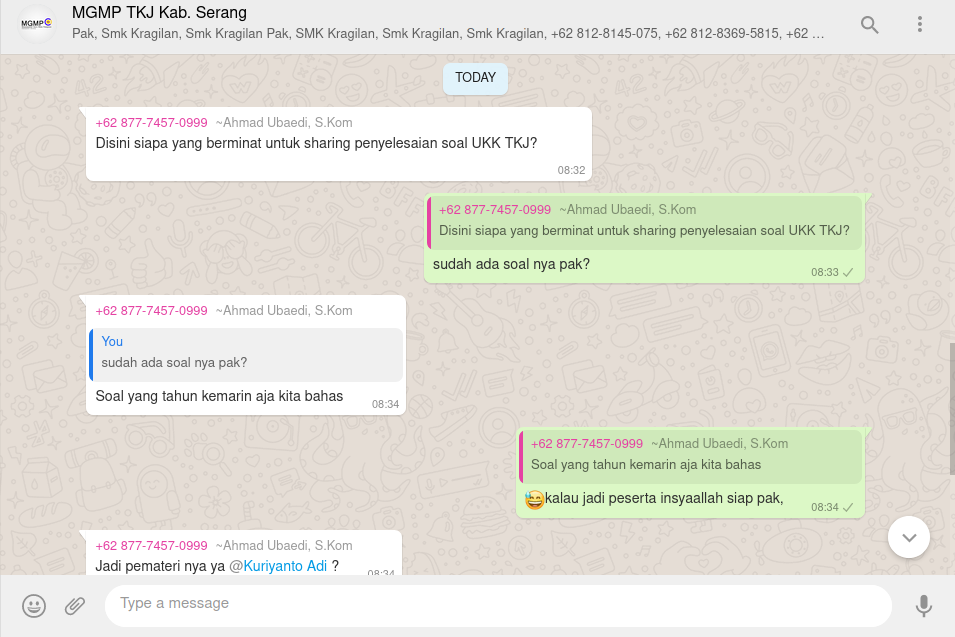 MGMP
MGMP TKJ Kab. Serang
Pak, Smk Kragilan, Smk Kragilan Pak, SMK Kragilan, Smk Kragilan, Smk Kragilan, +62 812-8145-075, +62 812-8369-5815, +62 …
TODAY
+62 877-7457-0999 ~Ahmad Ubaedi, S.Kom
Disini siapa yang berminat untuk sharing penyelesaian soal UKK TKJ?
08:32
+62 877-7457-0999 ~Ahmad Ubaedi, S.Kom
Disini siapa yang berminat untuk sharing penyelesaian soal UKK TKJ?
sudah ada soal nya pak?
08:33
+62 877-7457-0999 ~Ahmad Ubaedi, S.Kom
You
sudah ada soal nya pak?
Soal yang tahun kemarin aja kita bahas
08:34
+62 877-7457-0999 ~Ahmad Ubaedi, S.Kom
Soal yang tahun kemarin aja kita bahas
😅kalau jadi peserta insyaallah siap pak,
08:34
+62 877-7457-0999 ~Ahmad Ubaedi, S.Kom
Jadi pemateri nya ya @Kuriyanto Adi ?
08:34
Type a message